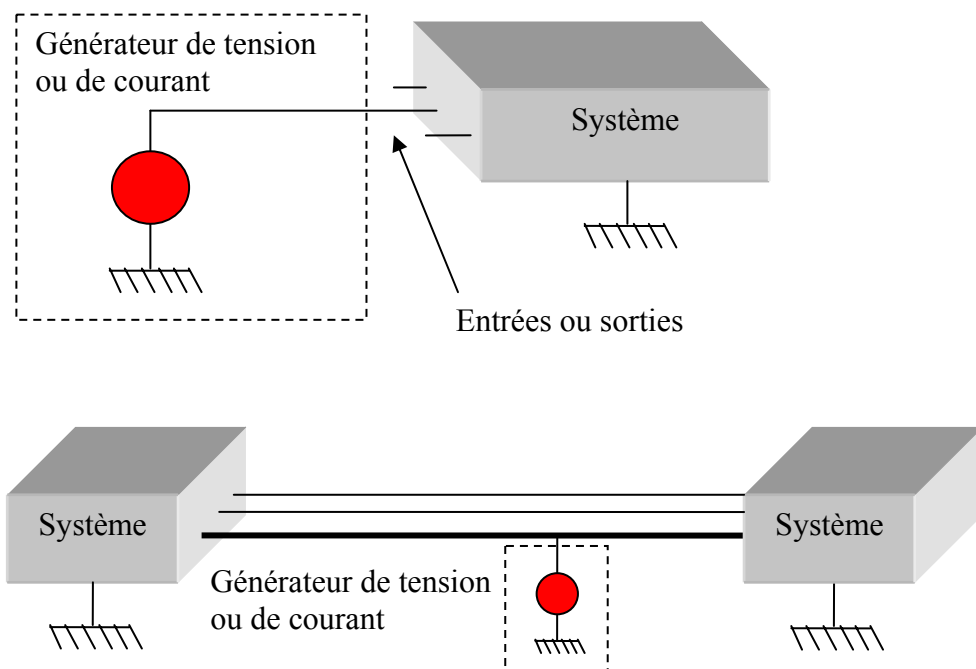 Générateur de tension
ou de courant
Système
Entrées ou sorties
Système
Système
Générateur de tension
ou de courant